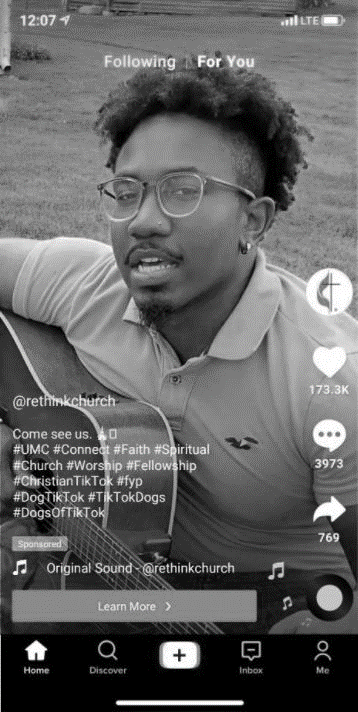 12:07
LTE
Following | For You
173.3K
3973
769
@rethinkchurch
Come see us.
#UMC #Connect #Faith #Spiritual
#Church #Worship #Fellowship
#ChristianTikTok #fyp
#DogTikTok #TikTokDogs
#DogsOfTikTok
Sponsored
Original Sound - @rethinkchurch
Learn More >
Home
Discover
Inbox
Me